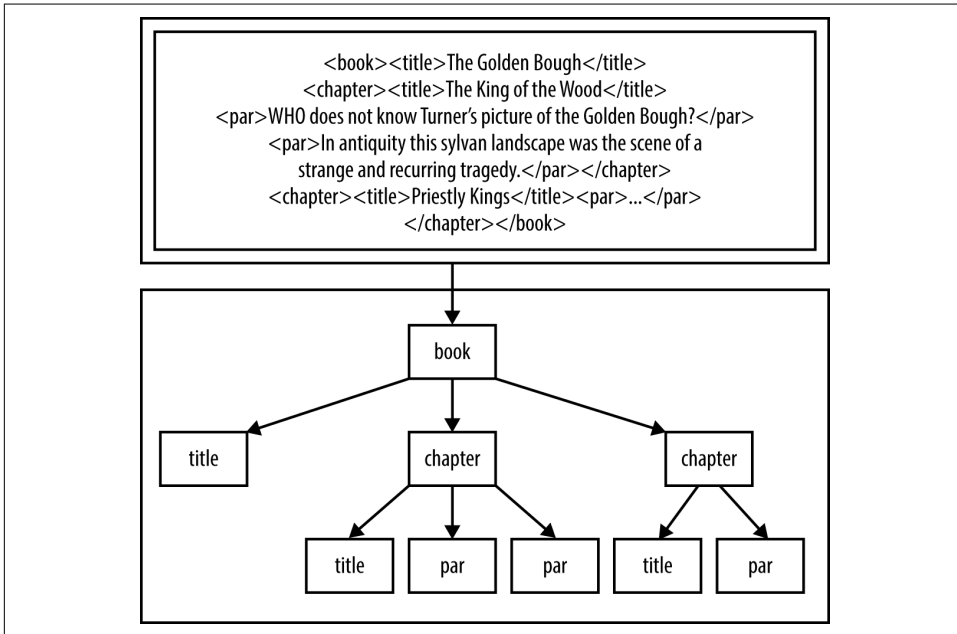 <book><title>The Golden Bough</title>
<chapter><title>The King of the Wood</title>
<par>WHO does not know Turner’s picture of the Golden Bough?</par>
<par>In antiquity this sylvan landscape was the scene of a
strange and recurring tragedy.</par></chapter>
<chapter><title>Priestly Kings</title><par>...</par>
</chapter></book>
book
title
chapter
chapter
title
par
par
title
par